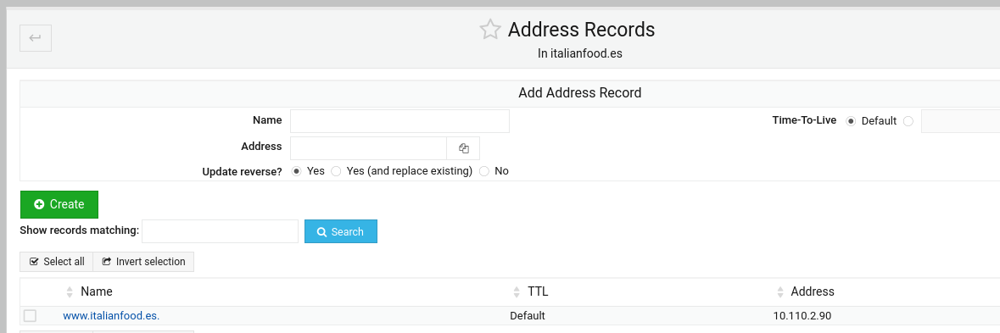 Address Records
In italianfood.es
Add Address Record
Name
Time-To-Live Default
Address
Update reverse? Yes Yes (and replace existing) No
Create
Show records matching: Search
Select all Invert selection
Name TTL Address
www.italianfood.es. Default 10.110.2.90